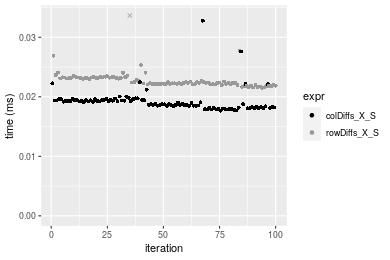 time (ms)
0.03
0.02
0.01
0.00
0
25
50
75
100
iteration
expr
colDiffs_X_S
rowDiffs_X_S